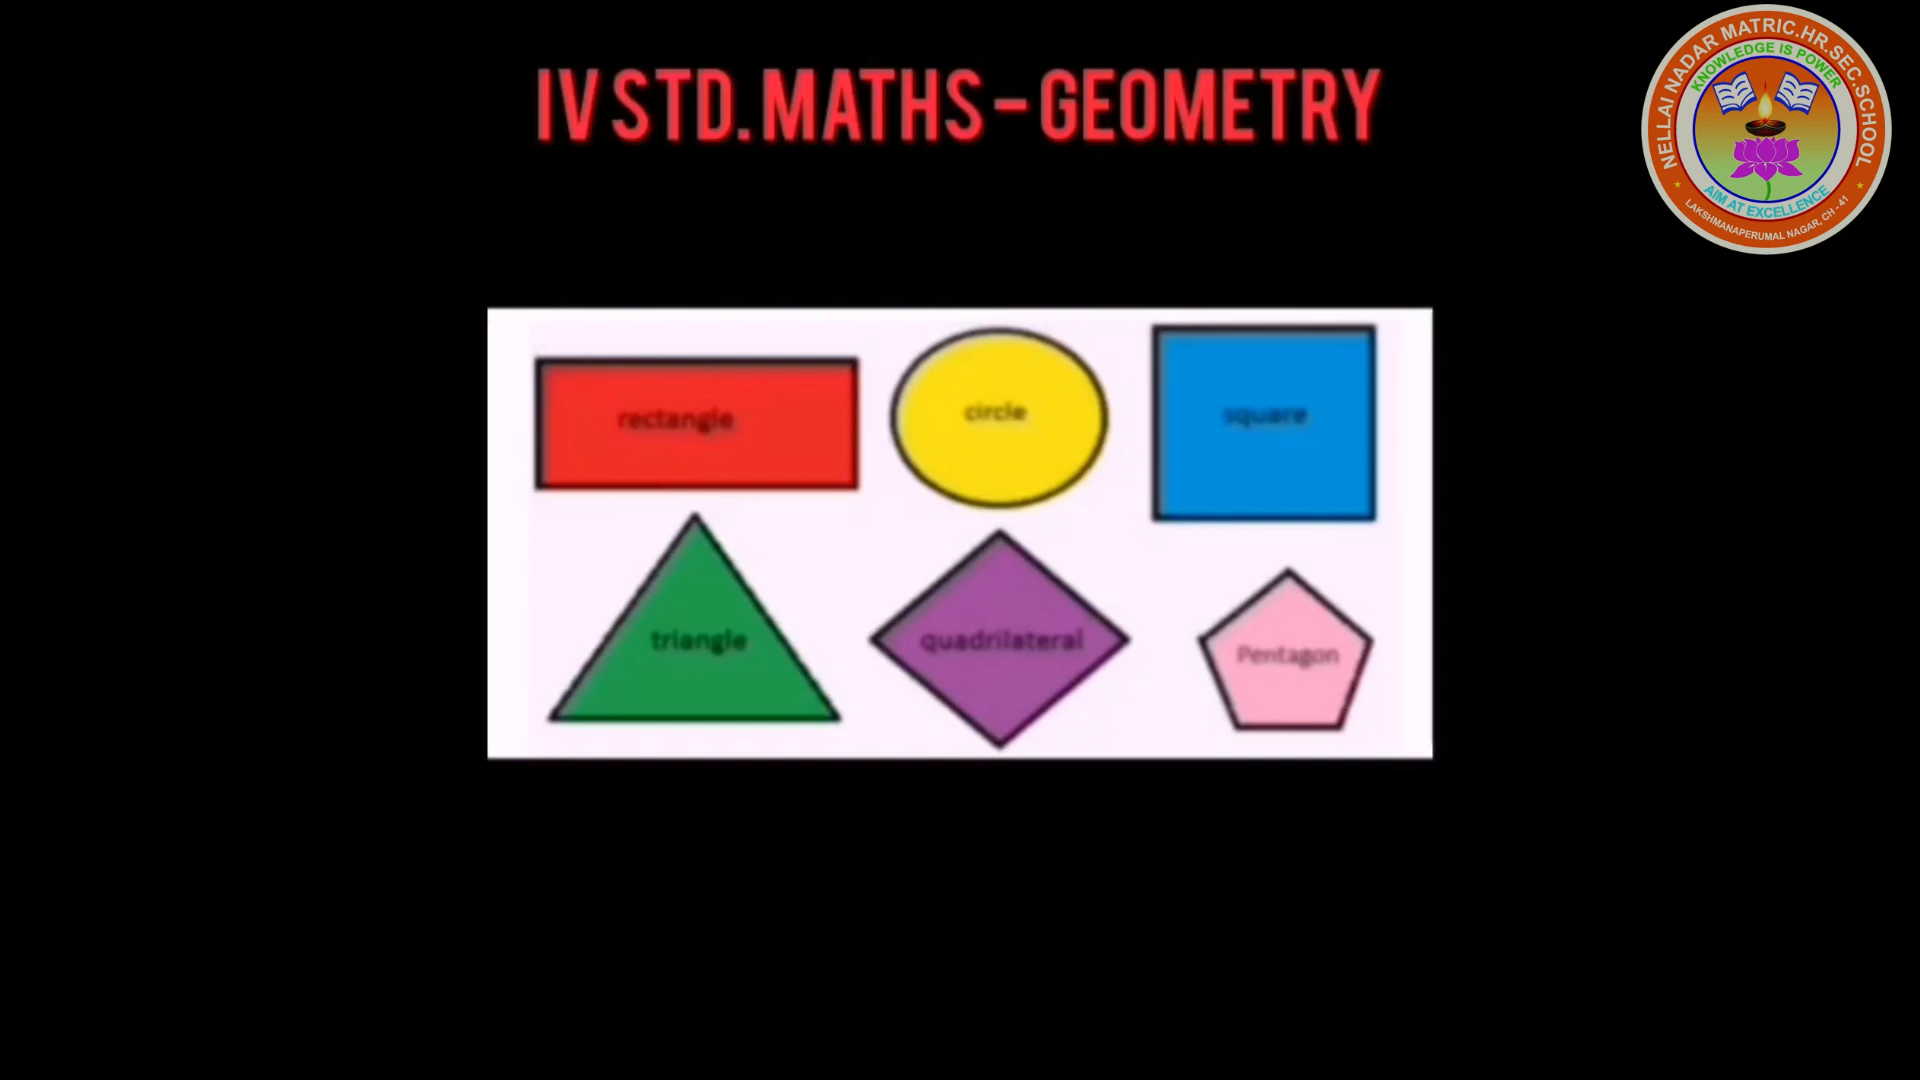 IV STD. MATHS – GEOMETRY
NELLAI NADAR MATRIC.HR.SEC.SCHOOL
KNOWLEDGE IS POWER
AIM AT EXCELLENCE
LAKSHMANAPERUMAL NAGAR, CH - 41
rectangle
circle
square
triangle
quadrilateral
Pentagon